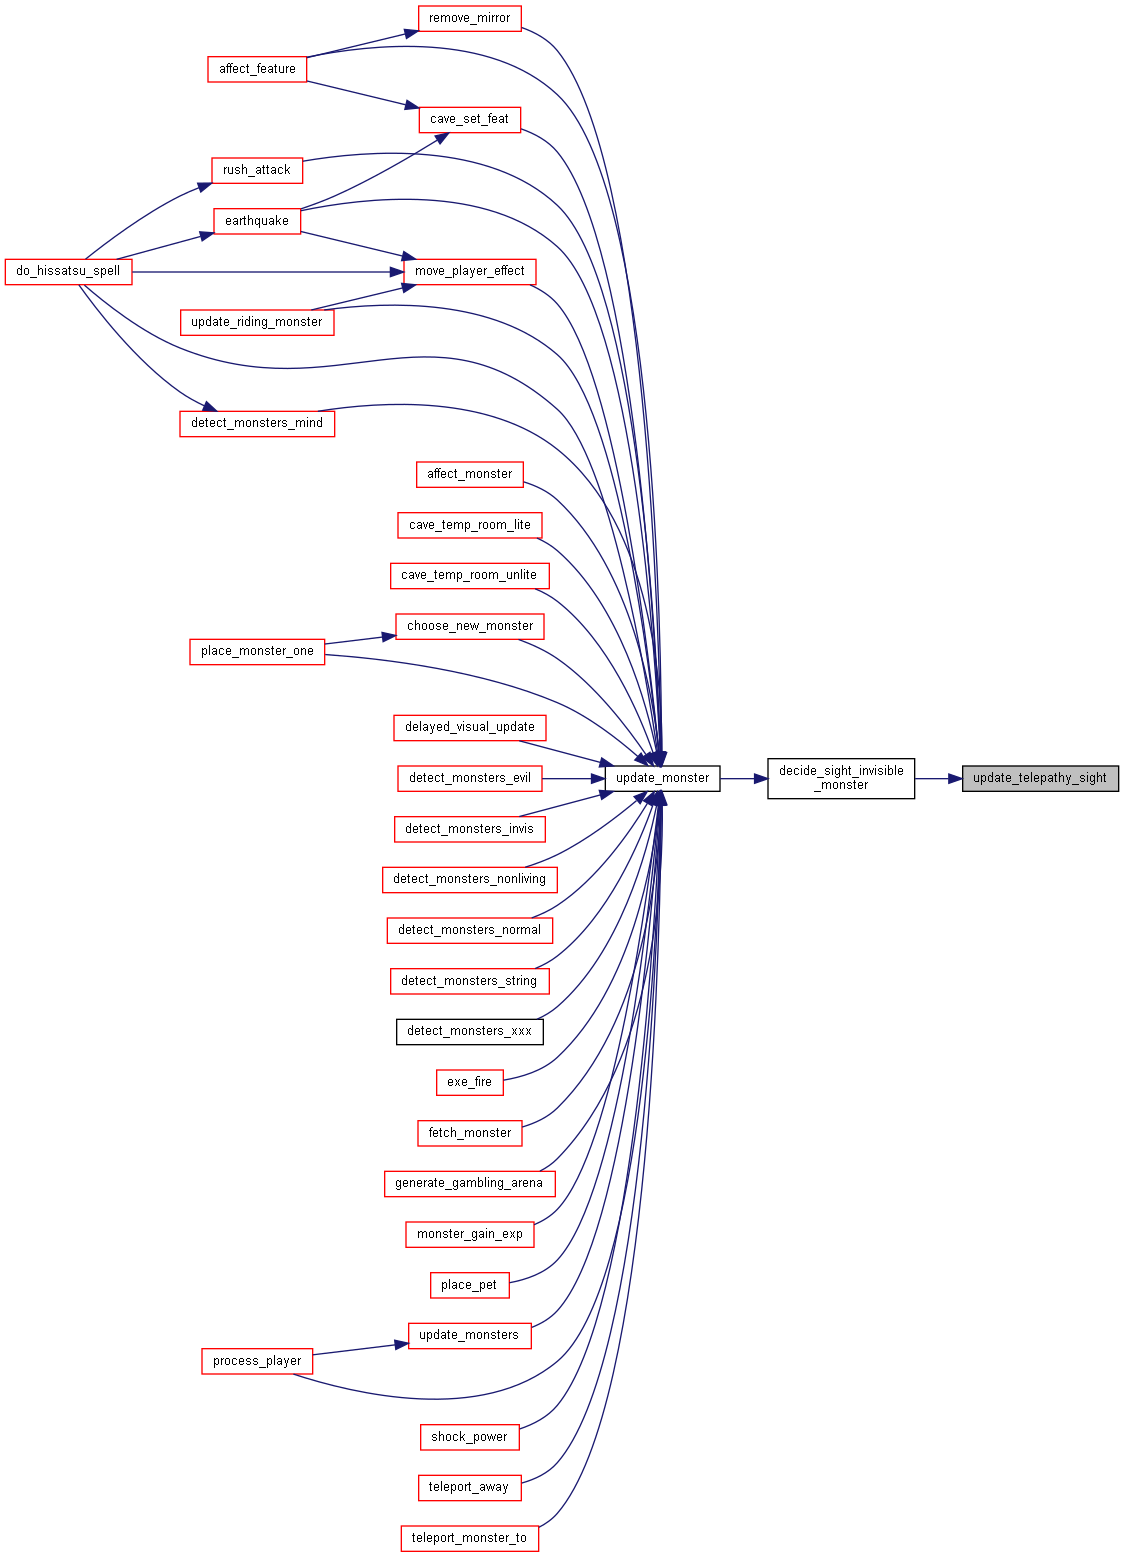 remove_mirror
affect_feature
cave_set_feat
rush_attack
earthquake
do_hissatsu_spell
move_player_effect
update_riding_monster
detect_monsters_mind
affect_monster
cave_temp_room_lite
cave_temp_room_unlite
choose_new_monster
place_monster_one
delayed_visual_update
detect_monsters_evil
update_monster
decide_sight_invisible
_monster
update_telepathy_sight
detect_monsters_invis
detect_monsters_nonliving
detect_monsters_normal
detect_monsters_string
detect_monsters_xxx
exe_fire
fetch_monster
generate_gambling_arena
monster_gain_exp
place_pet
update_monsters
process_player
shock_power
teleport_away
teleport_monster_to